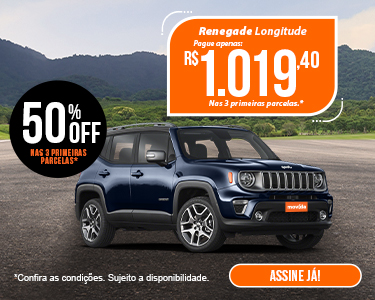 Renegade Longitude
Pague apenas:
R$1.019,40
Nas 3 primeiras parcelas.*
50% OFF
NAS 3 PRIMEIRAS
PARCELAS*
Jeep
movida
*Confira as condições. Sujeito a disponibilidade.
ASSINE JÁ!